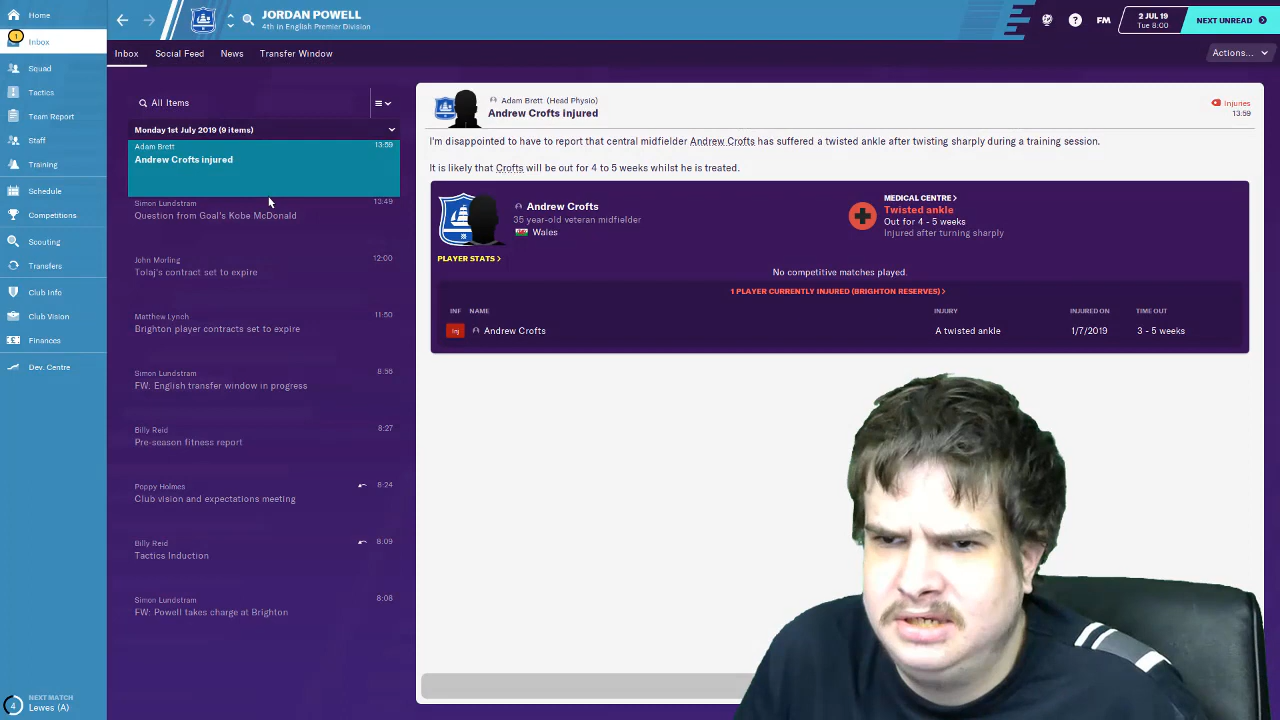 JORDAN POWELL
4th in English Premier Division
FM
2 JUL 19
Tue 8:00
NEXT UNREAD
Home
1
Inbox
Squad
Tactics
Team Report
Staff
Training
Schedule
Competitions
Scouting
Transfers
Club Info
Club Vision
Finances
Dev. Centre
4
NEXT MATCH
Lewes (A)
Inbox
Social Feed
News
Transfer Window
Actions...
All Items
Monday 1st July 2019 (9 items)
Adam Brett
13:59
Andrew Crofts injured
Simon Lundstram
13:49
Question from Goal's Kobe McDonald
John Morling
12:00
Tolaj's contract set to expire
Matthew Lynch
11:50
Brighton player contracts set to expire
Simon Lundstram
8:56
FW: English transfer window in progress
Billy Reid
8:27
Pre-season fitness report
Poppy Holmes
8:24
Club vision and expectations meeting
Billy Reid
8:09
Tactics Induction
Simon Lundstram
8:08
FW: Powell takes charge at Brighton
Adam Brett (Head Physio)
Andrew Crofts injured
Injuries
13:59
I'm disappointed to have to report that central midfielder Andrew Crofts has suffered a twisted ankle after twisting sharply during a training session.
It is likely that Crofts will be out for 4 to 5 weeks whilst he is treated.
Andrew Crofts
35 year-old veteran midfielder
Wales
MEDICAL CENTRE
Twisted ankle
Out for 4 - 5 weeks
Injured after turning sharply
PLAYER STATS
No competitive matches played.
1 PLAYER CURRENTLY INJURED (BRIGHTON RESERVES)
INF NAME INJURY INJURED ON TIME OUT
Inj Andrew Crofts A twisted ankle 1/7/2019 3 - 5 weeks